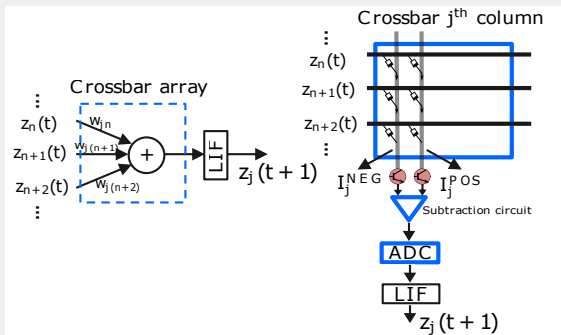 Crossbar array
⋮
zn(t)
zn+1(t)
zn+2(t)
⋮
wjn
wj(n+1)
wj(n+2)
+
LIF
zj(t+1)
Crossbar jth column
⋮
zn(t)
zn+1(t)
zn+2(t)
⋮
IjNEG
IjPOS
Subtraction circuit
ADC
LIF
zj(t+1)